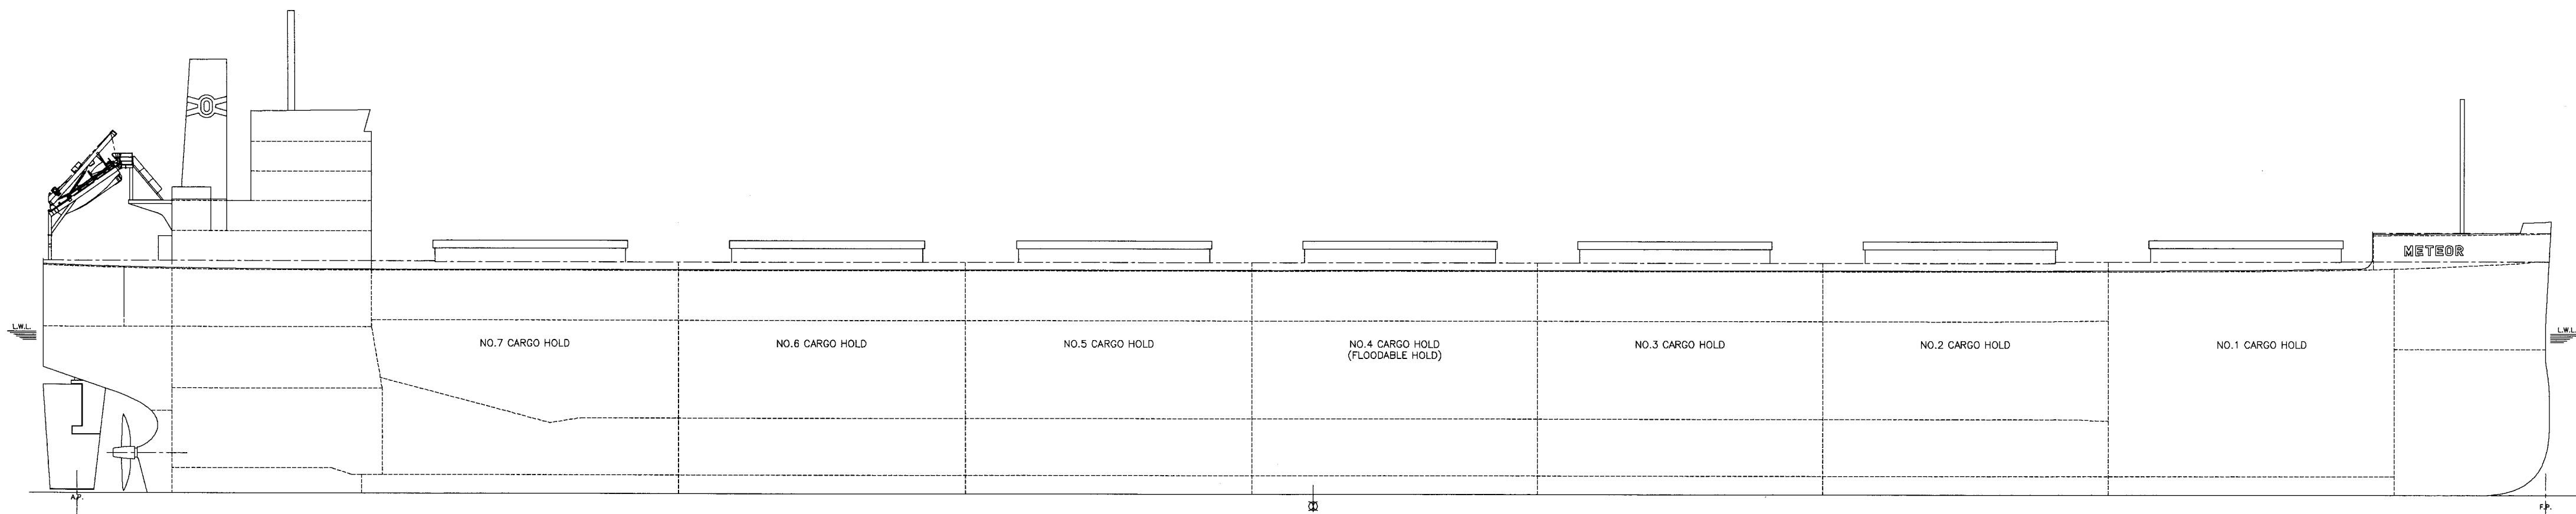 METEOR
L.W.L.
L.W.L.
NO.7 CARGO HOLD
NO.6 CARGO HOLD
NO.5 CARGO HOLD
NO.4 CARGO HOLD
(FLOODABLE HOLD)
NO.3 CARGO HOLD
NO.2 CARGO HOLD
NO.1 CARGO HOLD
A.P.
F.P.